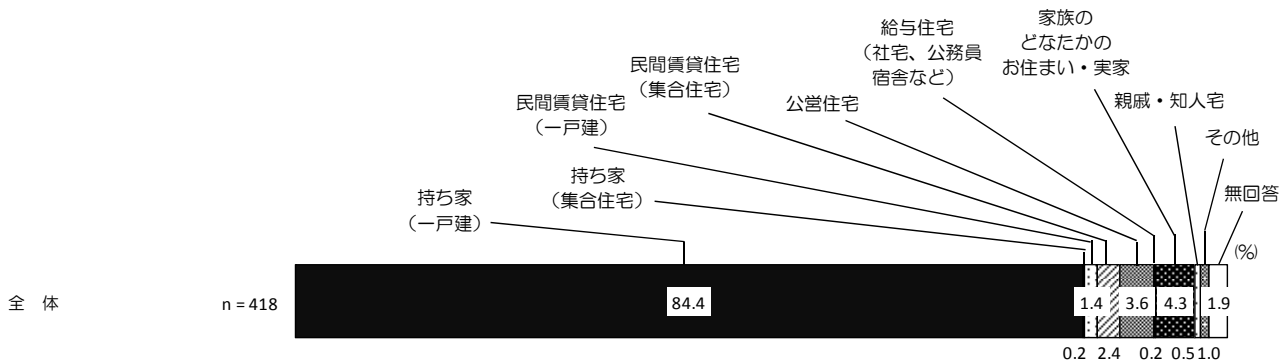 家族の
どなたかの
お住まい・実家
給与住宅
（社宅、公務員
宿舎など）
民間賃貸住宅
（集合住宅）
公営住宅
親戚・知人宅
民間賃貸住宅
（一戸建）
その他
持ち家
（集合住宅）
無回答
持ち家
（一戸建）
(%)
全 体 n = 418 84.4 1.4 3.6 4.3 1.9
0.2 2.4 0.2 0.5 1.0